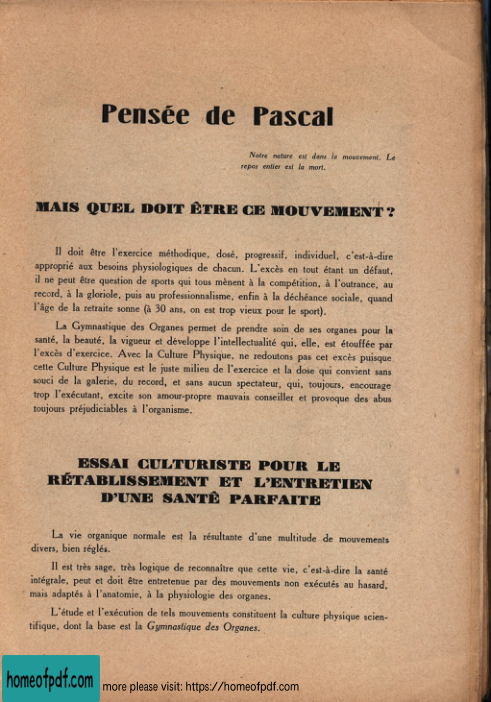 Pensée de Pascal
Notre nature est dans le mouvement. Le
repos entier est la mort.
MAIS QUEL DOIT ÊTRE CE MOUVEMENT ?
Il doit être l'exercice méthodique, dosé, progressif, individuel, c'est-à-dire
approprié aux besoins physiologiques de chacun. L'excès en tout étant un défaut,
il ne peut être question de sports qui tous mènent à la compétition, à l'outrance, au
record, à la gloriole, puis au professionnalisme, enfin à la déchéance sociale, quand
l'âge de la retraite sonne (à 30 ans, on est trop vieux pour le sport).
La Gymnastique des Organes permet de prendre soin de ses organes pour la
santé, la beauté, la vigueur et développe l'intellectualité qui, elle, est étouffée par
l'excès d'exercice. Avec la Culture Physique, ne redoutons pas cet excès puisque
cette Culture Physique est le juste milieu de l'exercice et la dose qui convient sans
souci de la galerie, du record, et sans aucun spectateur, qui, toujours, encourage
trop l'exécutant, excite son amour-propre mauvais conseiller et provoque des abus
toujours préjudiciables à l'organisme.
ESSAI CULTURISTE POUR LE
RÉTABLISSEMENT ET L'ENTRETIEN
D'UNE SANTÉ PARFAITE
La vie organique normale est la résultante d'une multitude de mouvements
divers, bien réglés.
Il est très sage, très logique de reconnaître que cette vie, c'est-à-dire la santé
intégrale, peut et doit être entretenue par des mouvements non exécutés au hasard,
mais adaptés à l'anatomie, à la physiologie des organes.
L'étude et l'exécution de tels mouvements constituent la culture physique scien-
tifique, dont la base est la Gymnastique des Organes.
homeofpdf.com
more please visit: https://homeofpdf.com